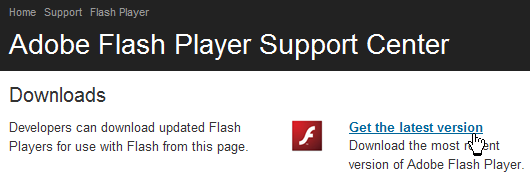 Home Support Flash Player
Adobe Flash Player Support Center
Downloads
Developers can download updated Flash
Players for use with Flash from this page.
Get the latest version
Download the most recent
version of Adobe Flash Player.